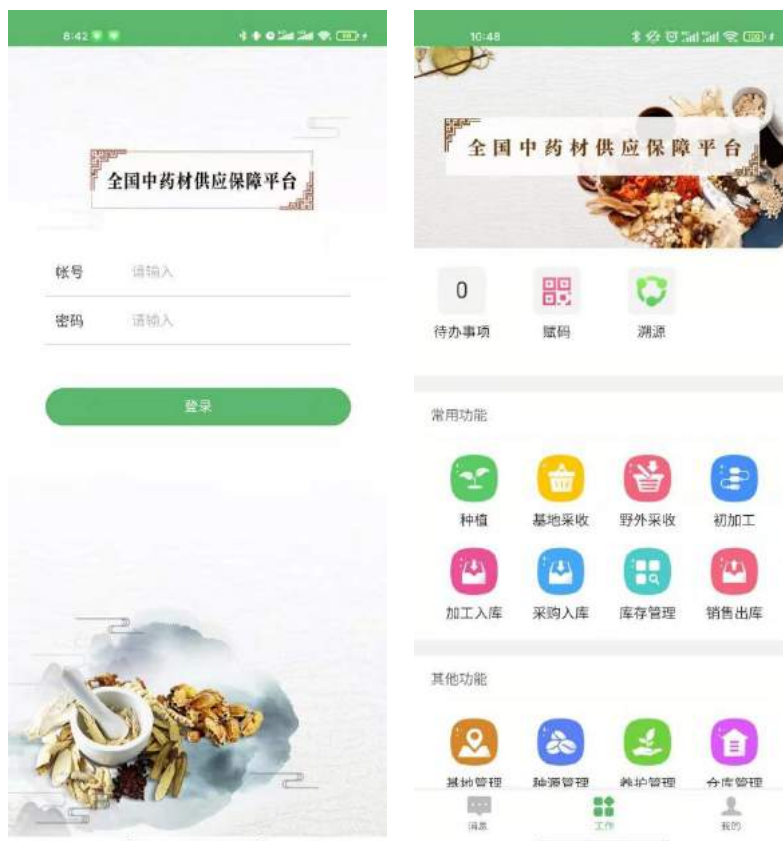 8:42
全国中药材供应保障平台
帐号 请输入
密码 请输入
登录
10:48
100
全国中药材供应保障平台
0
待办事项 赋码 溯源
常用功能
种植 基地采收 野外采收 初加工
加工入库 采购入库 库存管理 销售出库
其他功能
基地管理 种源管理 养护管理 仓库管理
消息 工作 我的